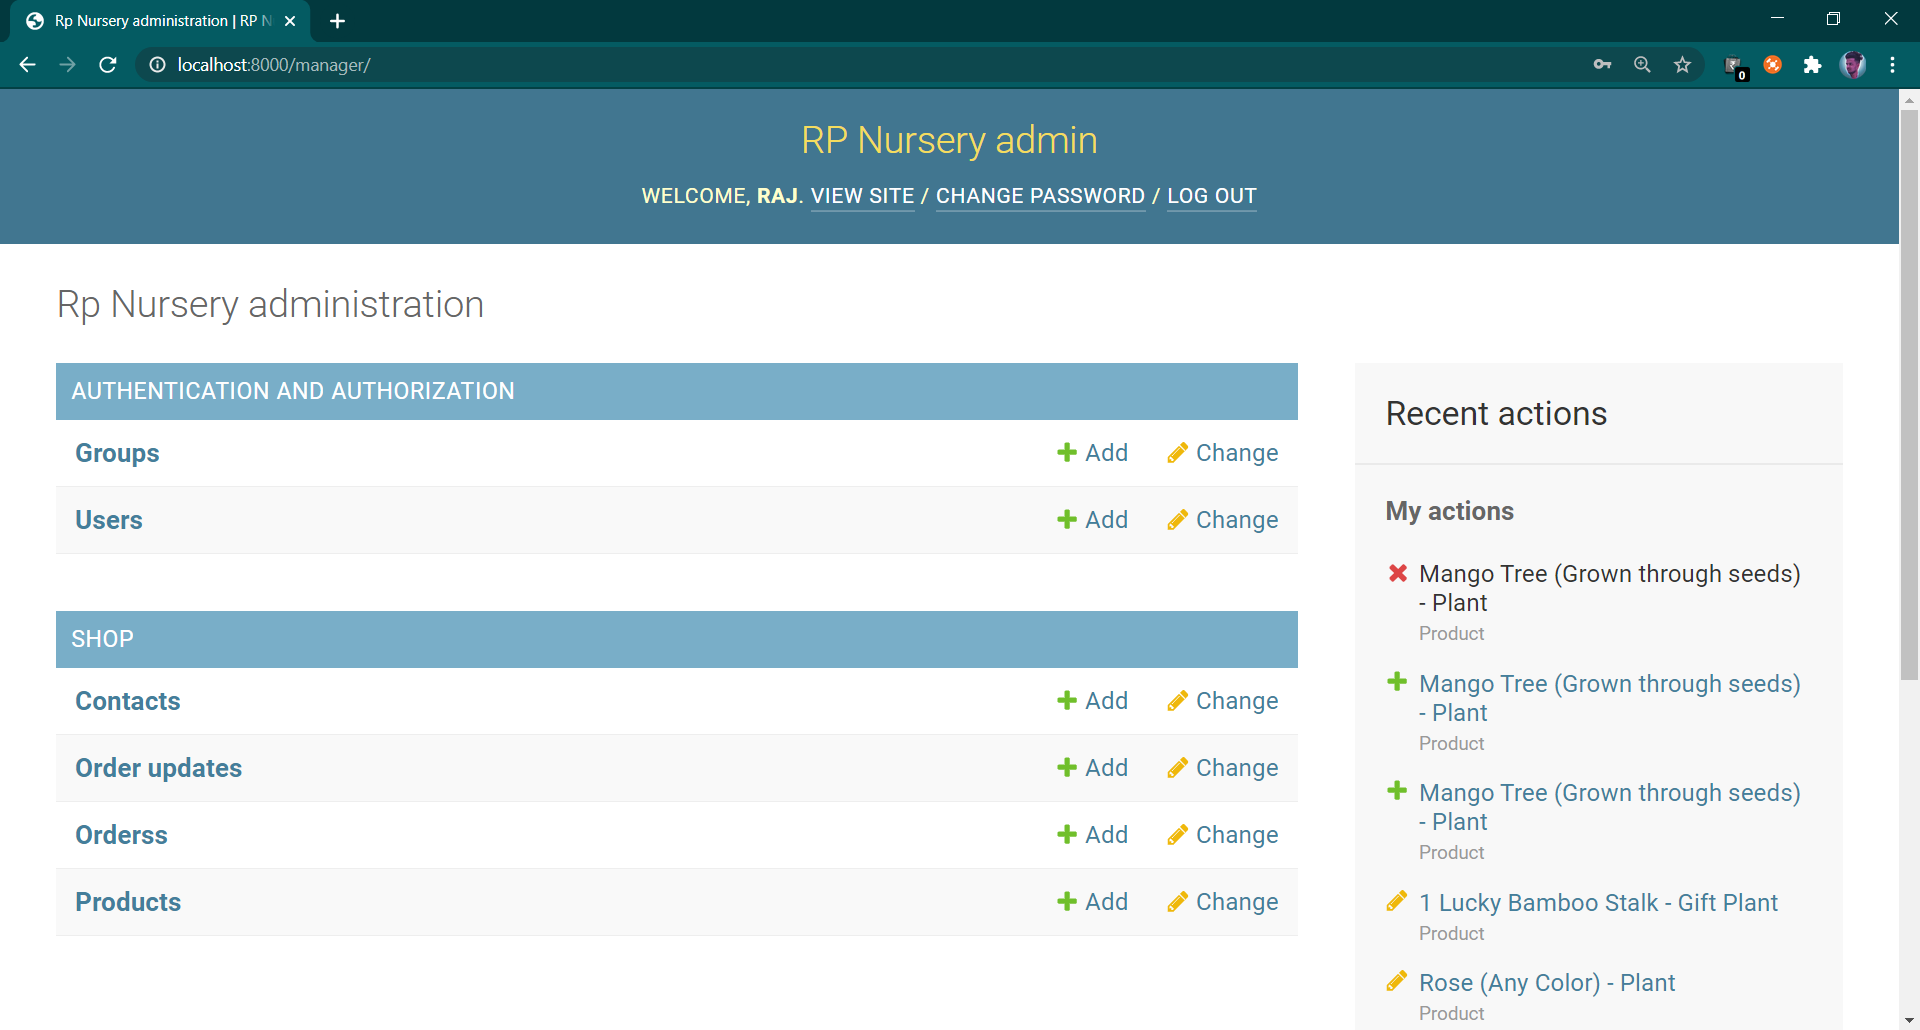 Rp Nursery administration | RP N
localhost:8000/manager/
0
RP Nursery admin
WELCOME, RAJ. VIEW SITE / CHANGE PASSWORD / LOG OUT
Rp Nursery administration
AUTHENTICATION AND AUTHORIZATION
Groups Add Change
Users Add Change
SHOP
Contacts Add Change
Order updates Add Change
Orderss Add Change
Products Add Change
Recent actions
My actions
Mango Tree (Grown through seeds)
- Plant
Product
Mango Tree (Grown through seeds)
- Plant
Product
Mango Tree (Grown through seeds)
- Plant
Product
1 Lucky Bamboo Stalk - Gift Plant
Product
Rose (Any Color) - Plant
Product